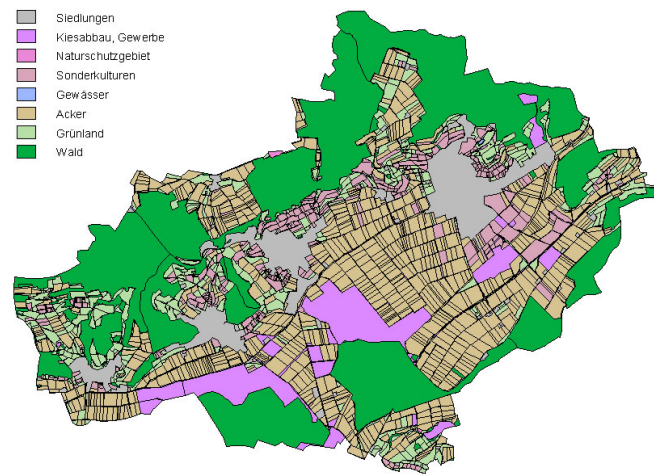 Siedlungen
Kiesabbau, Gewerbe
Naturschutzgebiet
Sonderkulturen
Gewässer
Acker
Grünland
Wald